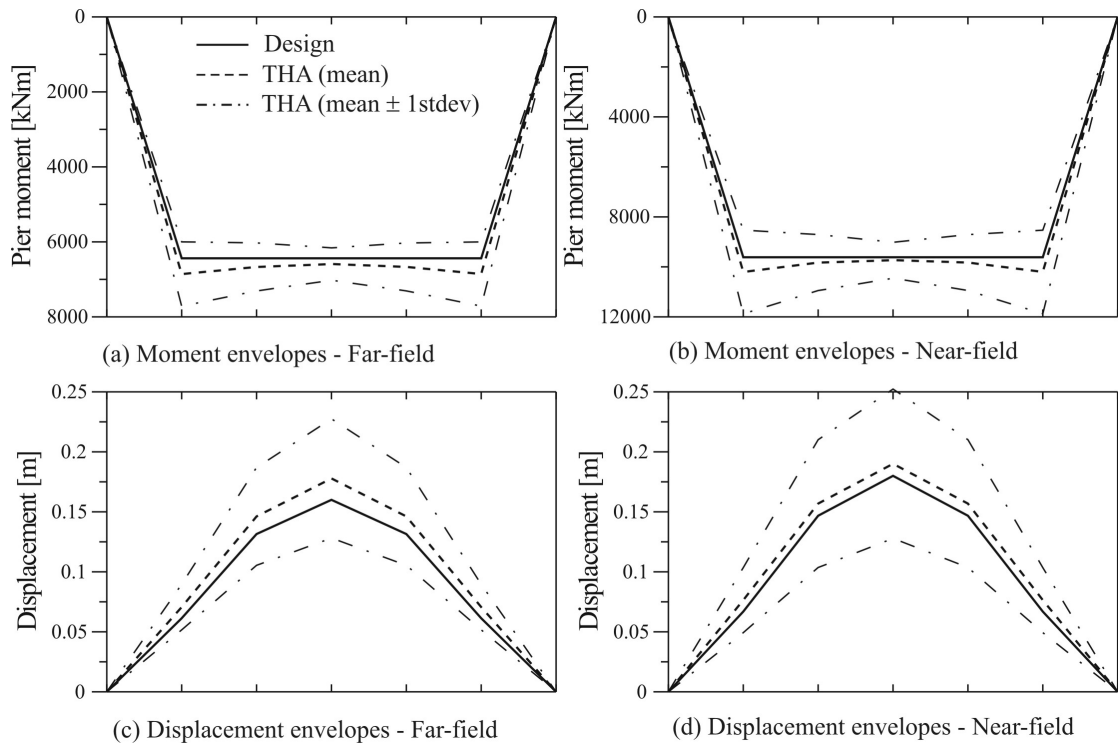 0
2000
4000
6000
8000
Pier moment [kNm]
Design
THA (mean)
THA (mean ± 1stdev)
(a) Moment envelopes - Far-field
0
4000
8000
12000
Pier moment [kNm]
(b) Moment envelopes - Near-field
0.25
0.2
0.15
0.1
0.05
0
Displacement [m]
(c) Displacement envelopes - Far-field
0.25
0.2
0.15
0.1
0.05
0
Displacement [m]
(d) Displacement envelopes - Near-field